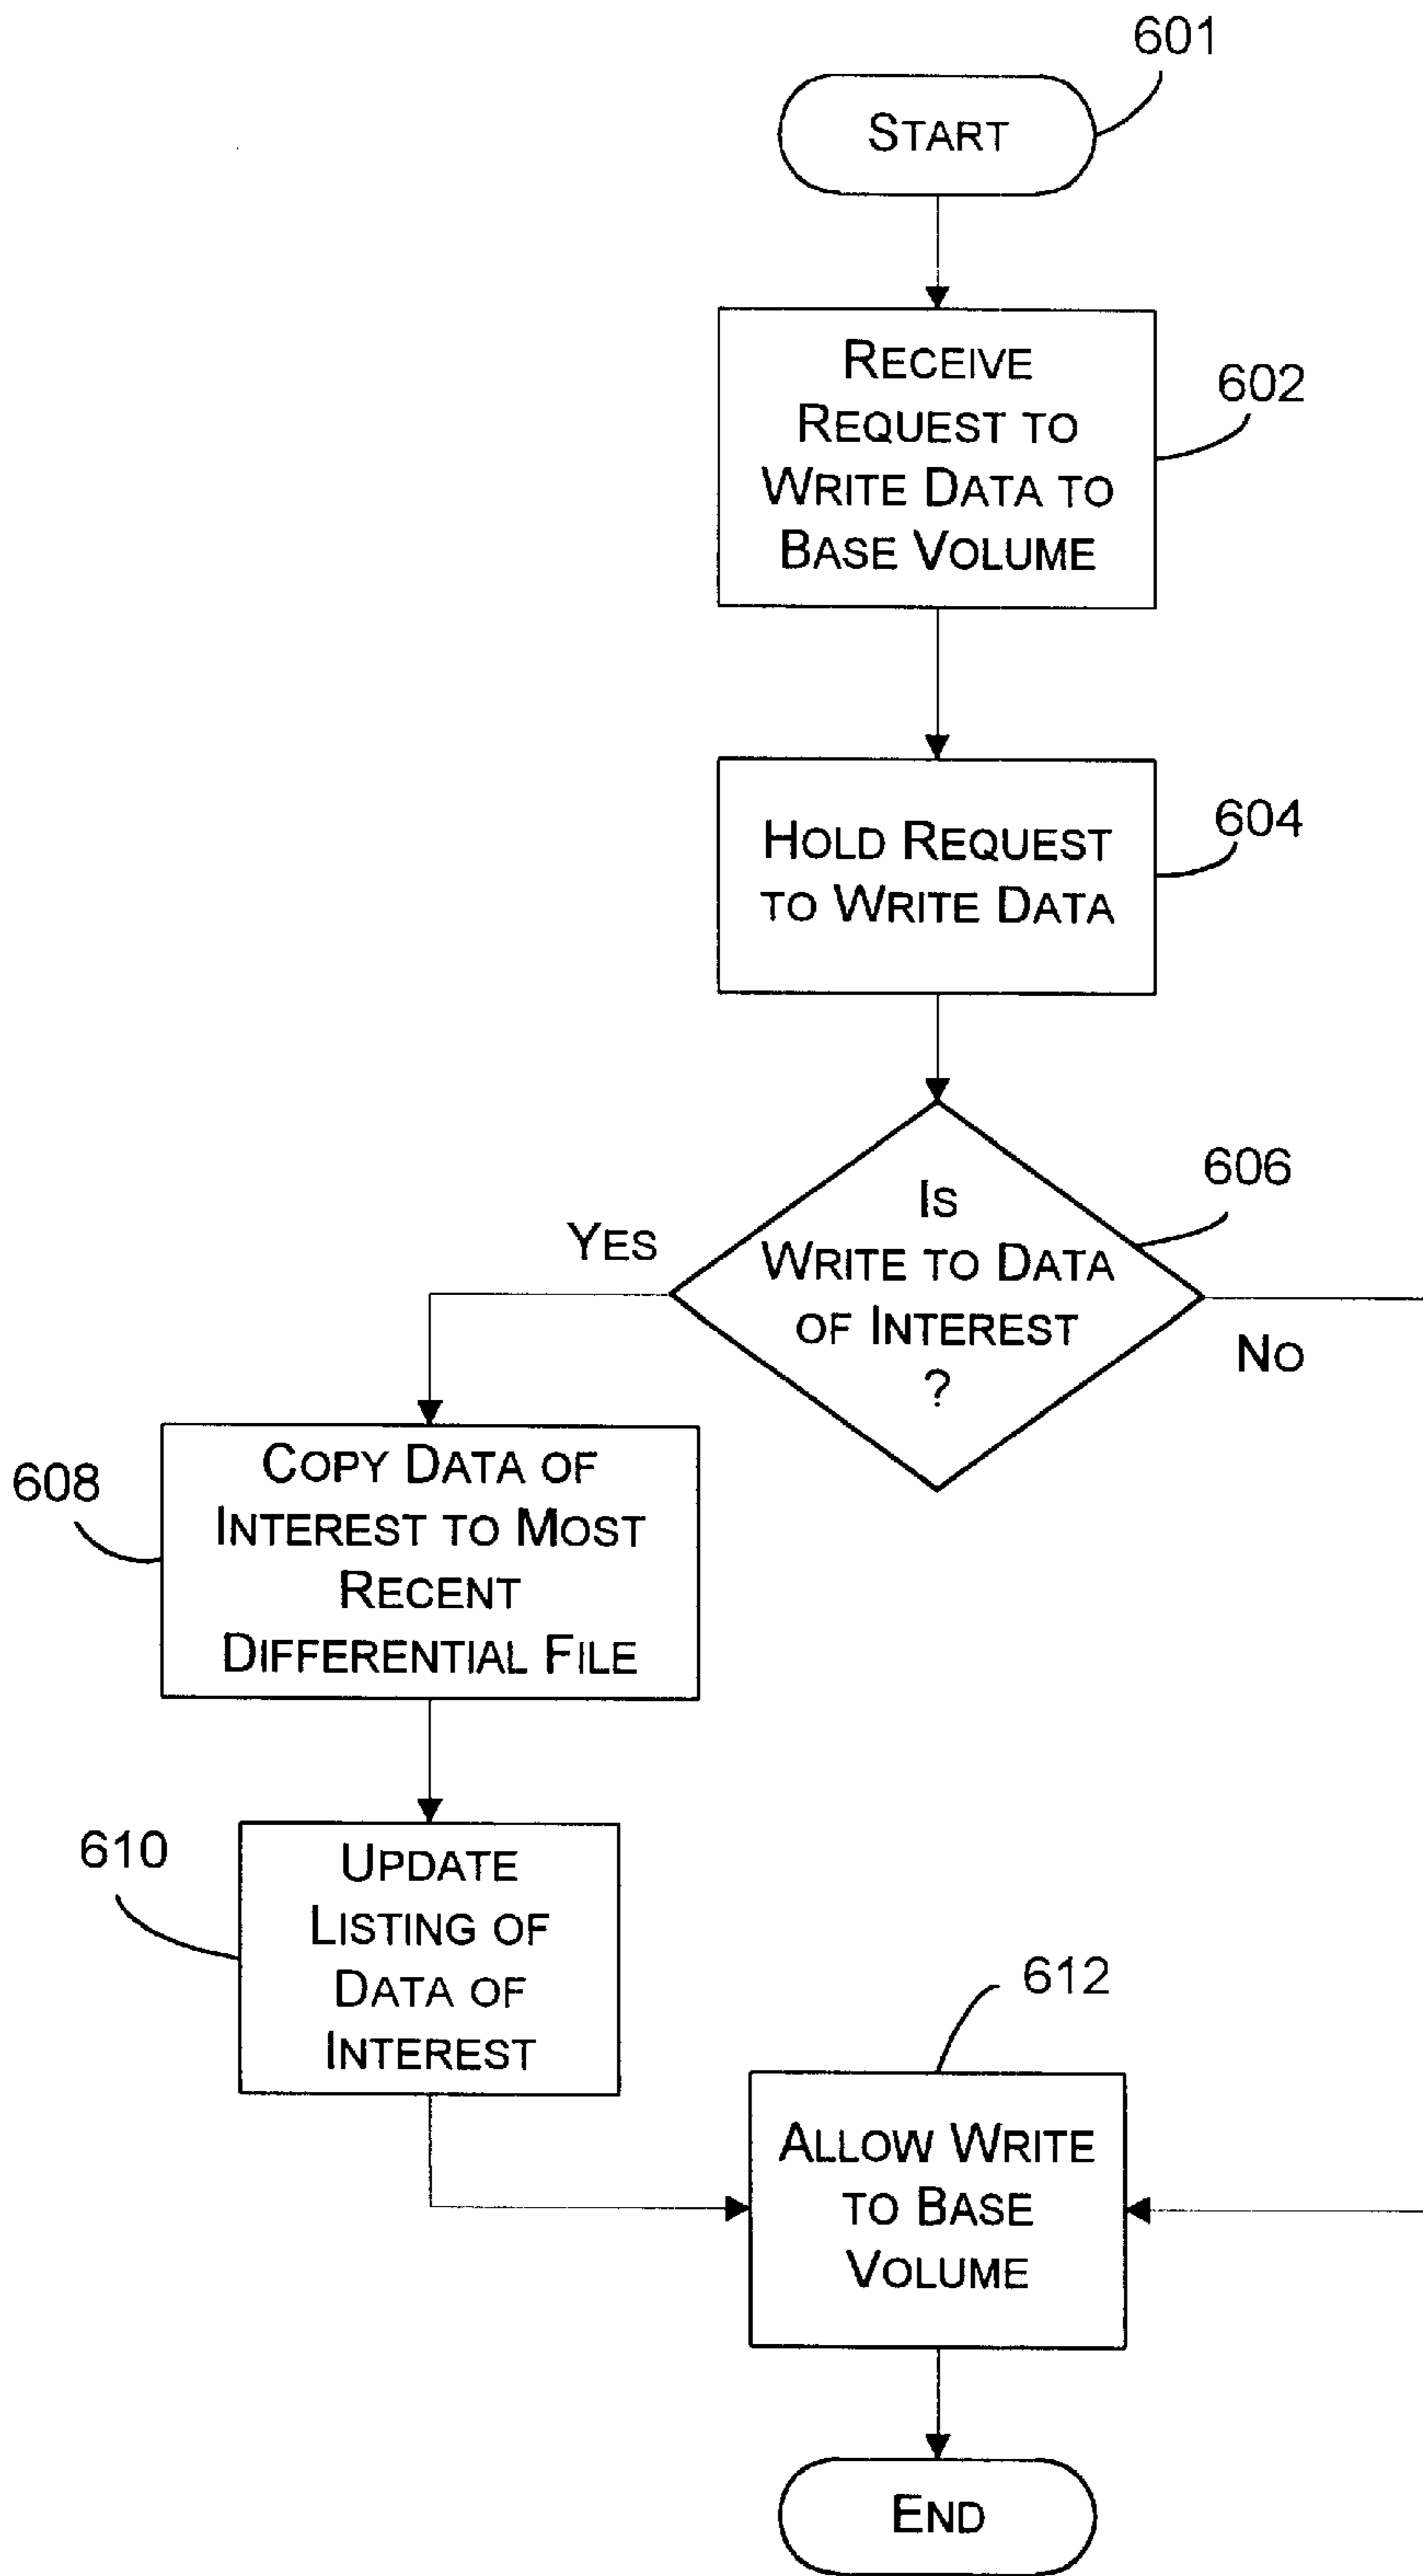 601
START
RECEIVE
REQUEST TO
WRITE DATA TO
BASE VOLUME
602
HOLD REQUEST
TO WRITE DATA
604
606
IS
WRITE TO DATA
OF INTEREST
?
YES
NO
608
COPY DATA OF
INTEREST TO MOST
RECENT
DIFFERENTIAL FILE
610
UPDATE
LISTING OF
DATA OF
INTEREST
612
ALLOW WRITE
TO BASE
VOLUME
END